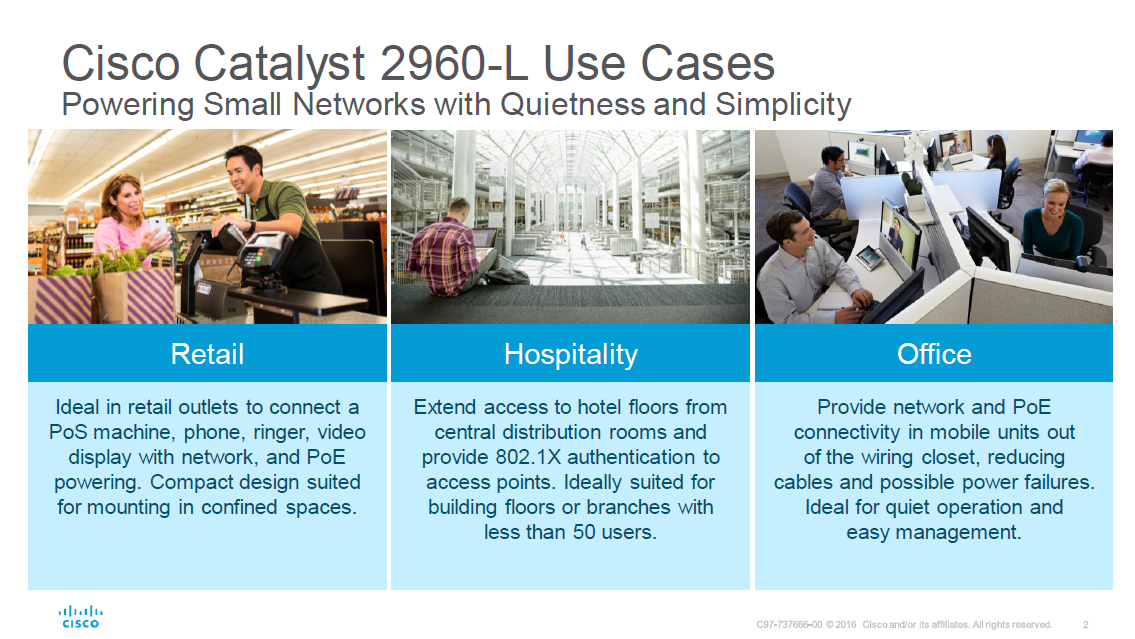 Cisco Catalyst 2960-L Use Cases
Powering Small Networks with Quietness and Simplicity
Retail
Ideal in retail outlets to connect a
PoS machine, phone, ringer, video
display with network, and PoE
powering. Compact design suited
for mounting in confined spaces.
Hospitality
Extend access to hotel floors from
central distribution rooms and
provide 802.1X authentication to
access points. Ideally suited for
building floors or branches with
less than 50 users.
Office
Provide network and PoE
connectivity in mobile units out
of the wiring closet, reducing
cables and possible power failures.
Ideal for quiet operation and
easy management.
CISCO
C97-737666-00 © 2016 Cisco and/or its affiliates. All rights reserved. 2